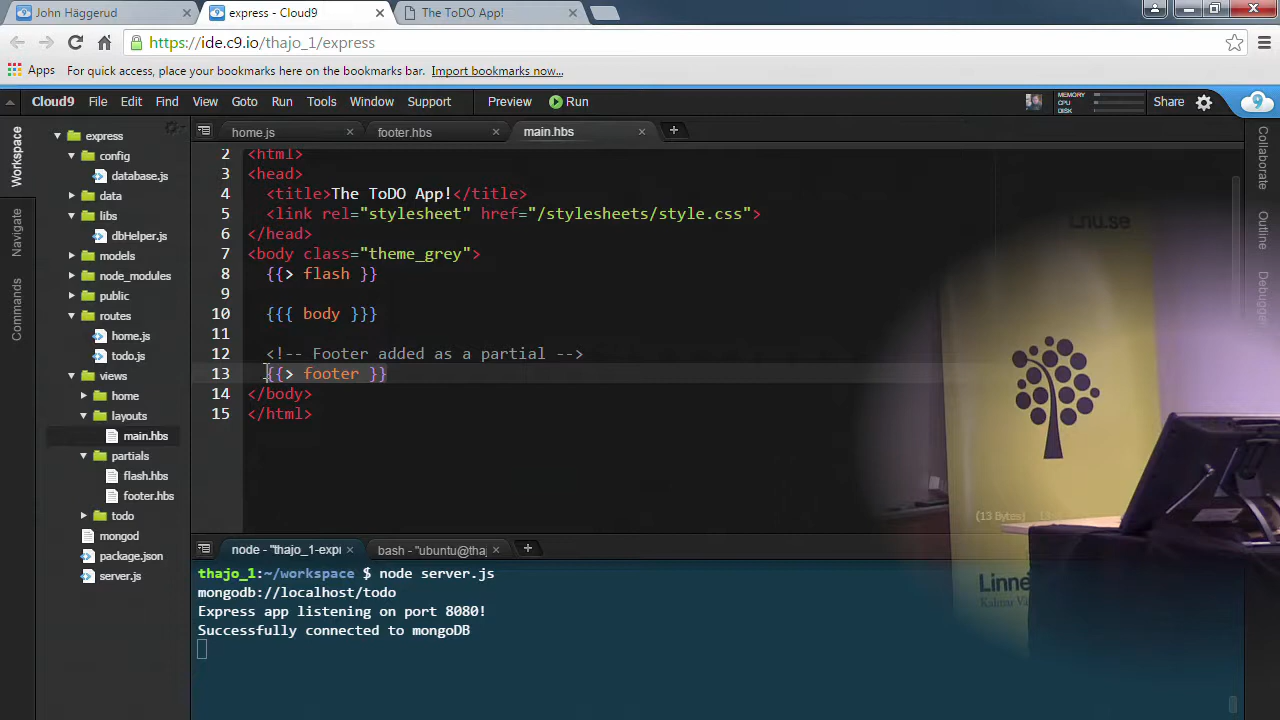 John Häggerud
express - Cloud9
The ToDO App!
https://ide.c9.io/thajo_1/express
Apps For quick access, place your bookmarks here on the bookmarks bar. Import bookmarks now...
Cloud9 File Edit Find View Goto Run Tools Window Support Preview Run MEMORY CPU DISK Share
Workspace
Navigate
Commands
express
config
database.js
data
libs
dbHelper.js
models
node_modules
public
routes
home.js
todo.js
views
home
layouts
main.hbs
partials
flash.hbs
footer.hbs
todo
mongod
package.json
server.js
home.js footer.hbs main.hbs
2 <html>
3 <head>
4 <title>The ToDO App!</title>
5 <link rel="stylesheet" href="/stylesheets/style.css">
6 </head>
7 <body class="theme_grey">
8 {{> flash }}
9
10 {{{ body }}}
11
12 <!-- Footer added as a partial -->
13 {{> footer }}
14 </body>
15 </html>
(13 Bytes)
Lnu.se
Linne
Kalmar Vä
Collaborate
Outline
Debugger
node - "thajo_1-expr bash - "ubuntu@thaj
thajo_1:~/workspace $ node server.js
mongodb://localhost/todo
Express app listening on port 8080!
Successfully connected to mongoDB